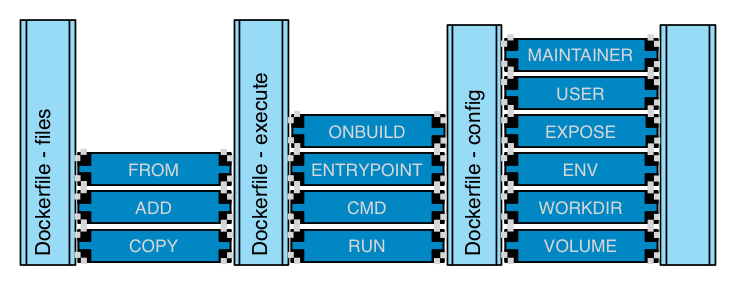 Dockerfile - files
FROM
ADD
COPY
Dockerfile - execute
ONBUILD
ENTRYPOINT
CMD
RUN
Dockerfile - config
MAINTAINER
USER
EXPOSE
ENV
WORKDIR
VOLUME